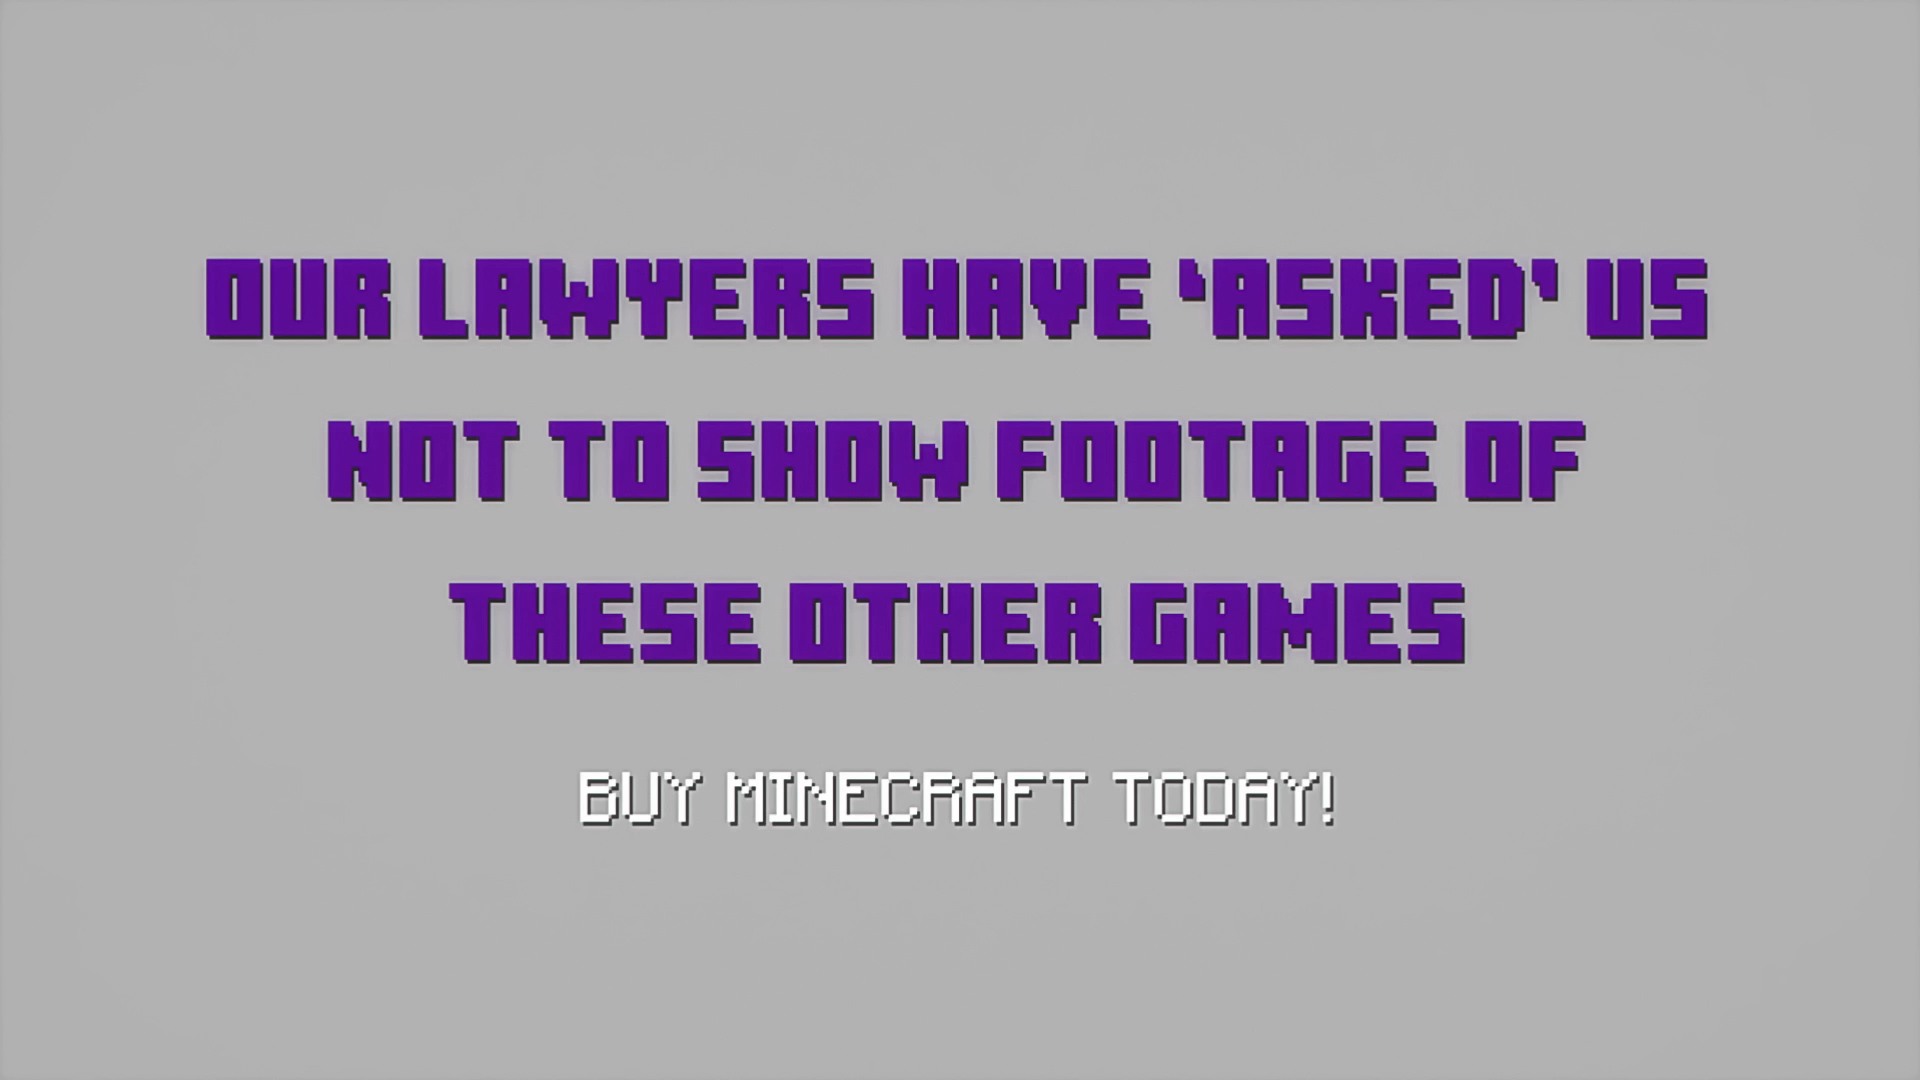 OUR LAWYERS HAVE ‘ASKED’ US
NOT TO SHOW FOOTAGE OF
THESE OTHER GAMES
BUY MINECRAFT TODAY!